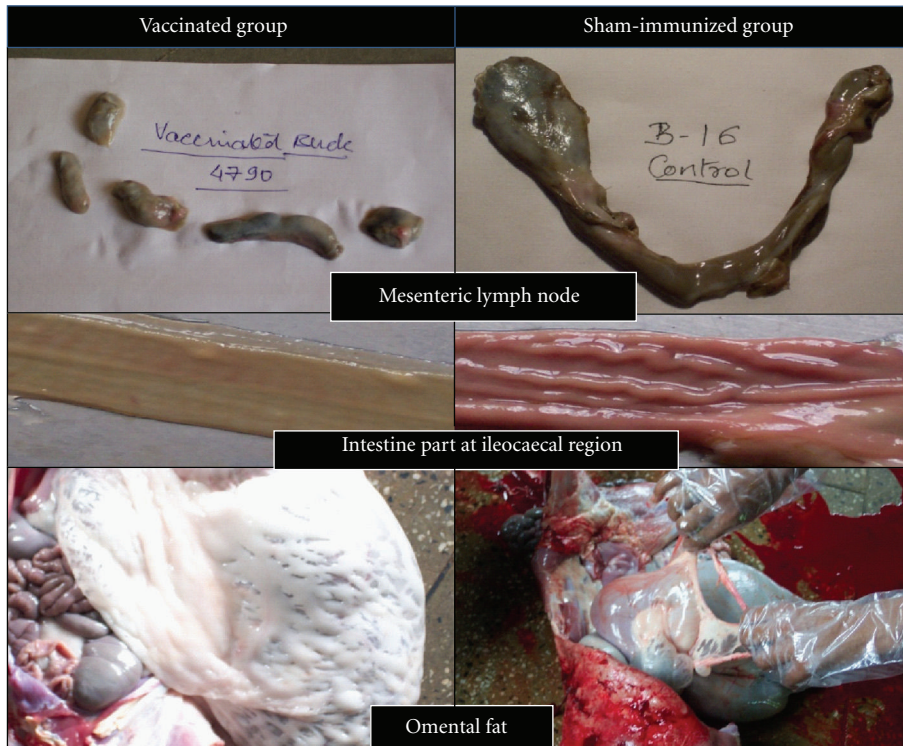 Vaccinated group
Sham-immunized group
Vaccinated Bucle
4790
B-16
Control
Mesenteric lymph node
Intestine part at ileocaecal region
Omental fat